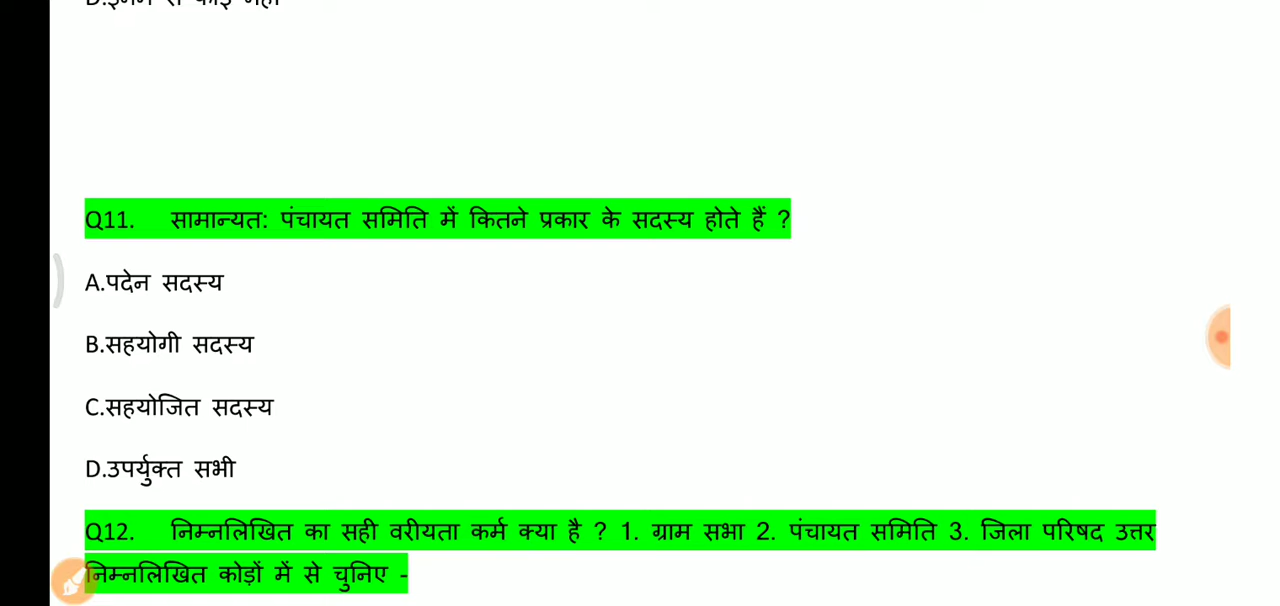 Q11. सामान्यत: पंचायत समिति में कितने प्रकार के सदस्य होते हैं ?
A.पदेन सदस्य
B.सहयोगी सदस्य
C.सहयोजित सदस्य
D.उपर्युक्त सभी
Q12. निम्नलिखित का सही वरीयता कर्म क्या है ? 1. ग्राम सभा 2. पंचायत समिति 3. जिला परिषद उत्तर
निम्नलिखित कोड़ों में से चुनिए -